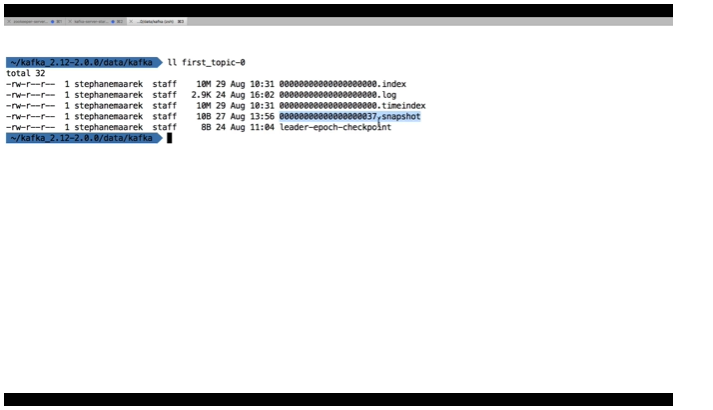 ~/kafka_2.12-2.0.0/data/kafka ll first_topic-0
total 32
-rw-r--r-- 1 stephanemaarek staff 10M 29 Aug 10:31 00000000000000000000.index
-rw-r--r-- 1 stephanemaarek staff 2.9K 24 Aug 16:02 00000000000000000000.log
-rw-r--r-- 1 stephanemaarek staff 10M 29 Aug 10:31 00000000000000000000.timeindex
-rw-r--r-- 1 stephanemaarek staff 10B 27 Aug 13:56 00000000000000000037.snapshot
-rw-r--r-- 1 stephanemaarek staff 8B 24 Aug 11:04 leader-epoch-checkpoint
~/kafka_2.12-2.0.0/data/kafka